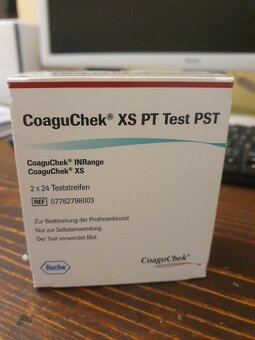 CoaguChek® XS PT Test PST
CoaguChek® INRange
CoaguChek® XS
2 x 24 Teststreifen
REF 07762798003
Zur Bestimmung der Prothrombinzeit
Nur zur Selbstanwendung
Der Test verwendet Blut
Roche
CoaguChek®